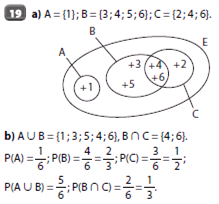 19 a) A = {1}; B = {3; 4; 5; 6}; C = {2; 4; 6}.
B
E
A
+3 +4 +2
+6
+1 +5
C
b) A ∪ B = {1; 3; 5; 4; 6}, B ∩ C = {4; 6}.
P(A) = 1/6; P(B) = 4/6 = 2/3; P(C) = 3/6 = 1/2;
P(A ∪ B) = 5/6; P(B ∩ C) = 2/6 = 1/3.